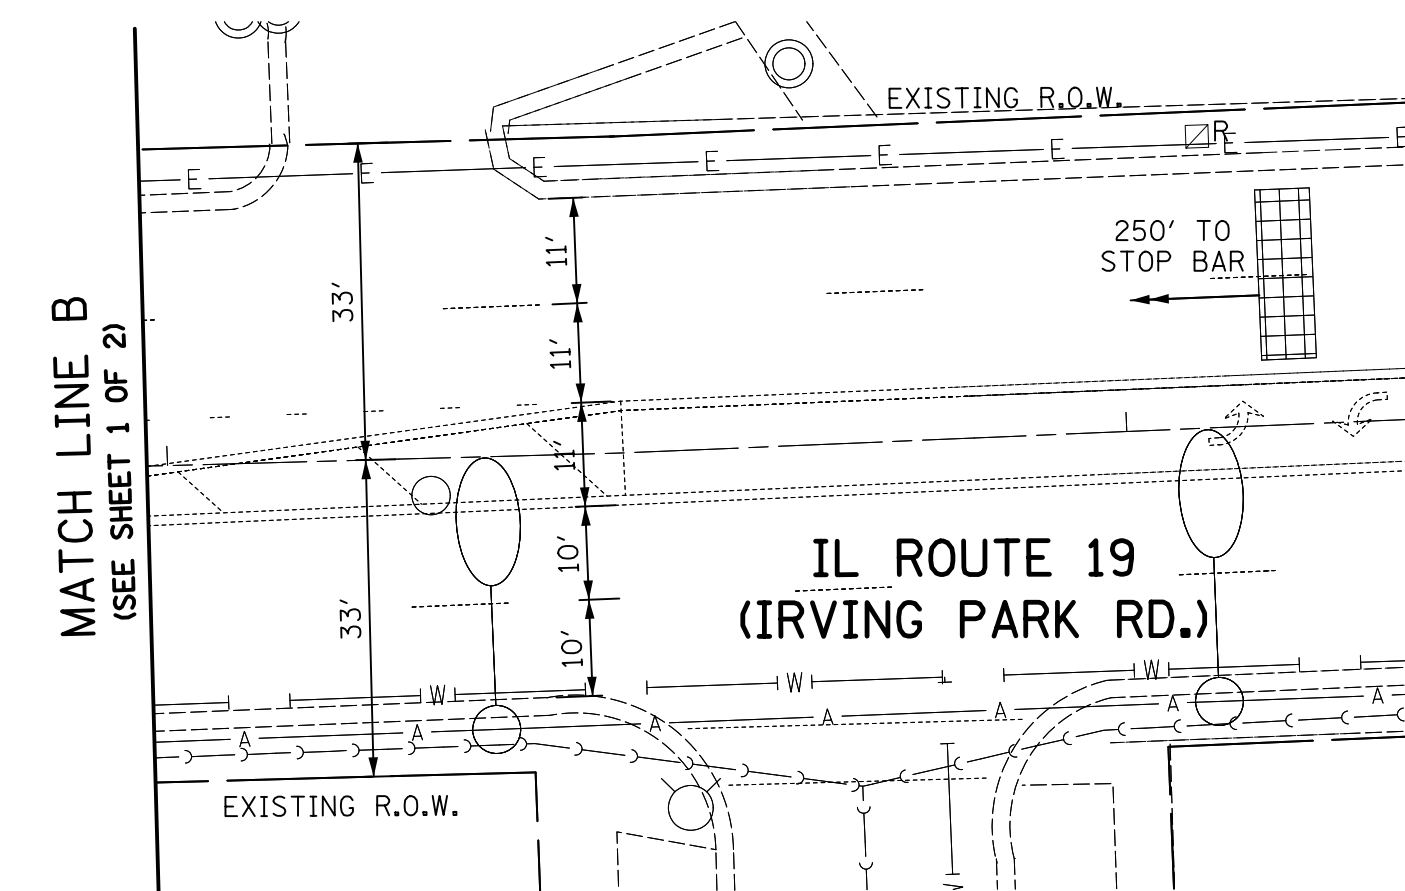 EXISTING R.O.W.
R
E E E E E E E E
250' TO
STOP BAR
11'
33'
11'
11'
MATCH LINE B
(SEE SHEET 1 OF 2)
IL ROUTE 19
(IRVING PARK RD.)
10'
33'
10'
W W W
A A A A A A A
EXISTING R.O.W.